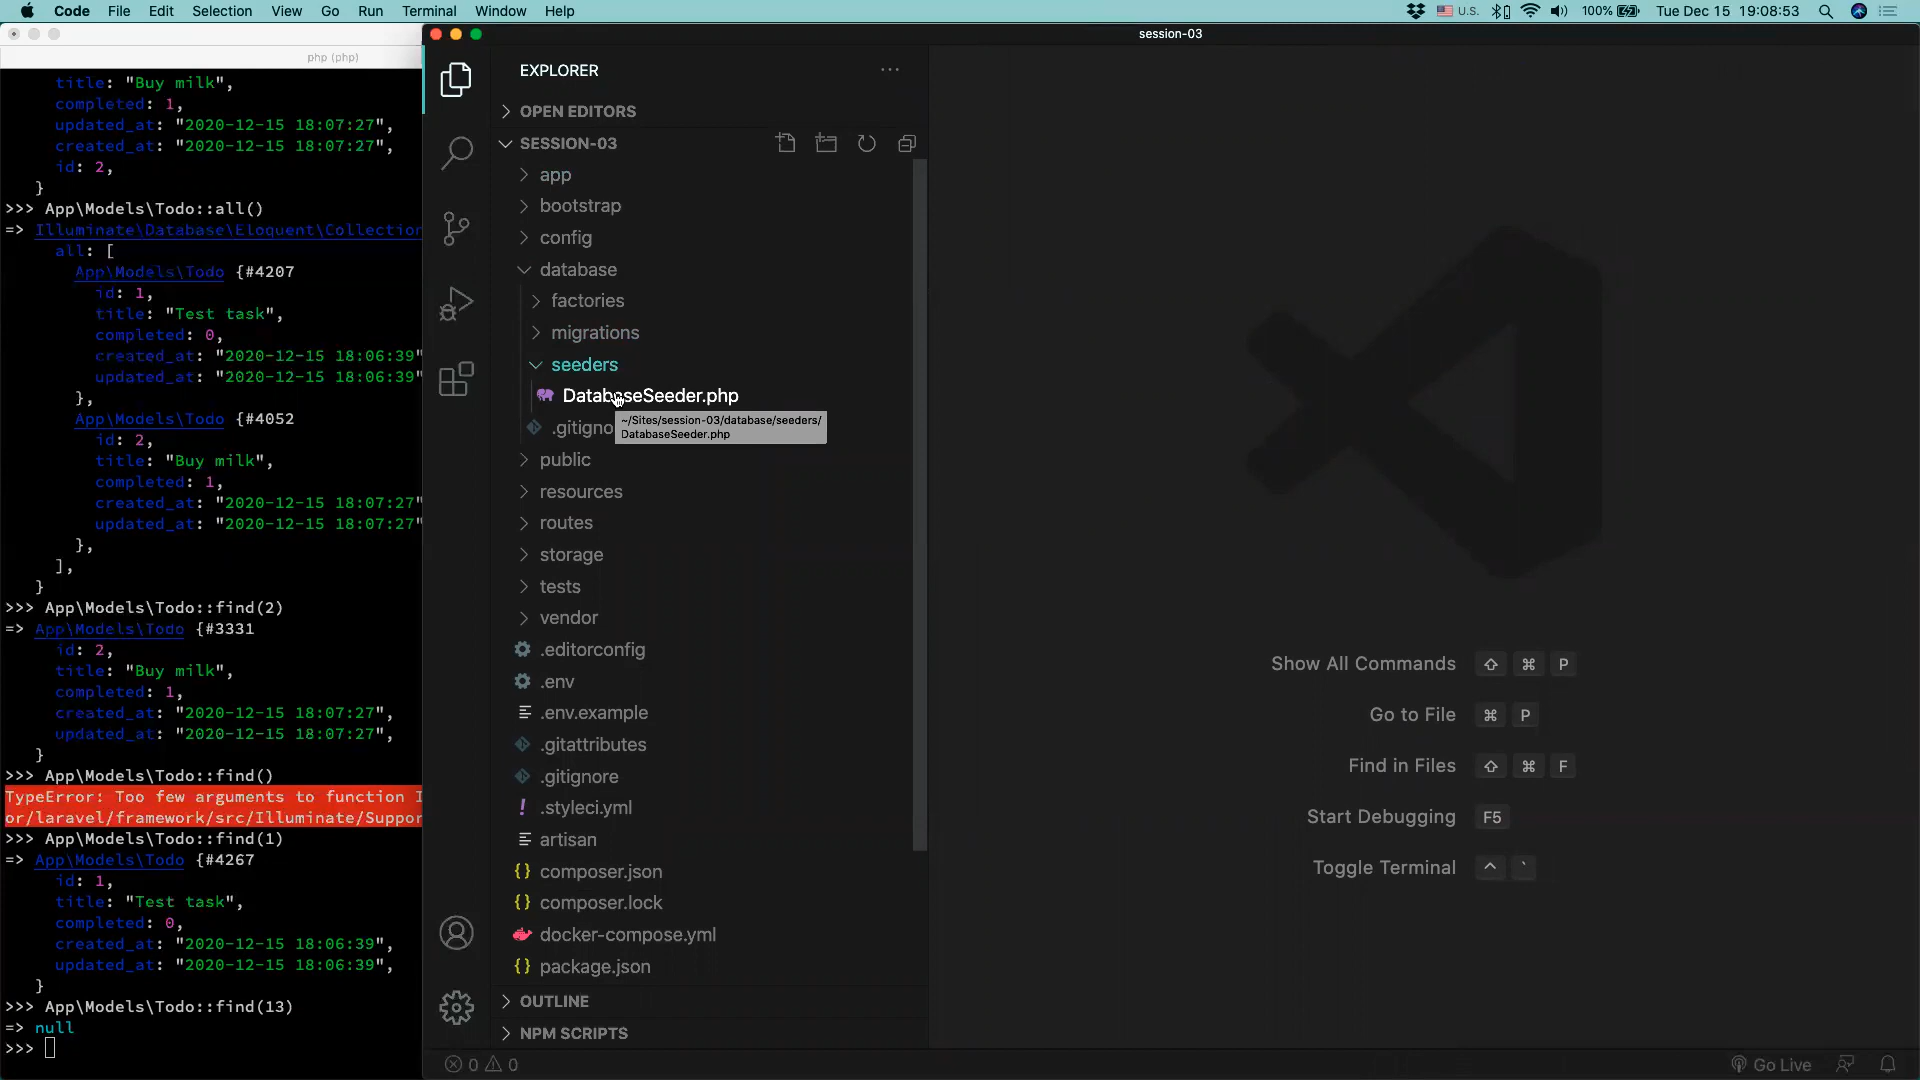 Code File Edit Selection View Go Run Terminal Window Help
U.S. 100% Tue Dec 15 19:08:53
php (php)
title: "Buy milk",
completed: 1,
updated_at: "2020-12-15 18:07:27",
created_at: "2020-12-15 18:07:27",
id: 2,
}
>>> App\Models\Todo::all()
=> Illuminate\Database\Eloquent\Collection
all: [
App\Models\Todo {#4207
id: 1,
title: "Test task",
completed: 0,
created_at: "2020-12-15 18:06:39"
updated_at: "2020-12-15 18:06:39"
},
App\Models\Todo {#4052
id: 2,
title: "Buy milk",
completed: 1,
created_at: "2020-12-15 18:07:27"
updated_at: "2020-12-15 18:07:27"
},
],
}
>>> App\Models\Todo::find(2)
=> App\Models\Todo {#3331
id: 2,
title: "Buy milk",
completed: 1,
created_at: "2020-12-15 18:07:27",
updated_at: "2020-12-15 18:07:27",
}
>>> App\Models\Todo::find()
TypeError: Too few arguments to function I
or/laravel/framework/src/Illuminate/Suppor
>>> App\Models\Todo::find(1)
=> App\Models\Todo {#4267
id: 1,
title: "Test task",
completed: 0,
created_at: "2020-12-15 18:06:39",
updated_at: "2020-12-15 18:06:39",
}
>>> App\Models\Todo::find(13)
=> null
>>>
session-03
EXPLORER
OPEN EDITORS
SESSION-03
app
bootstrap
config
database
factories
migrations
seeders
DatabaseSeeder.php
.gitigno
~/Sites/session-03/database/seeders/
DatabaseSeeder.php
public
resources
routes
storage
tests
vendor
.editorconfig
.env
.env.example
.gitattributes
.gitignore
.styleci.yml
artisan
composer.json
composer.lock
docker-compose.yml
package.json
OUTLINE
NPM SCRIPTS
Show All Commands ⇧ ⌘ P
Go to File ⌘ P
Find in Files ⇧ ⌘ F
Start Debugging F5
Toggle Terminal ^ `
0 0
Go Live